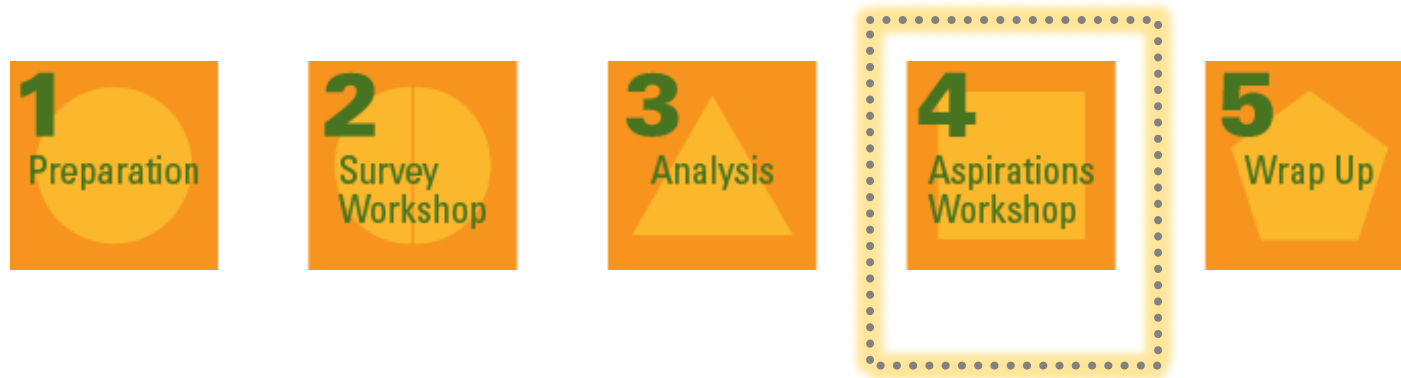 1
Preparation
2
Survey
Workshop
3
Analysis
4
Aspirations
Workshop
5
Wrap Up